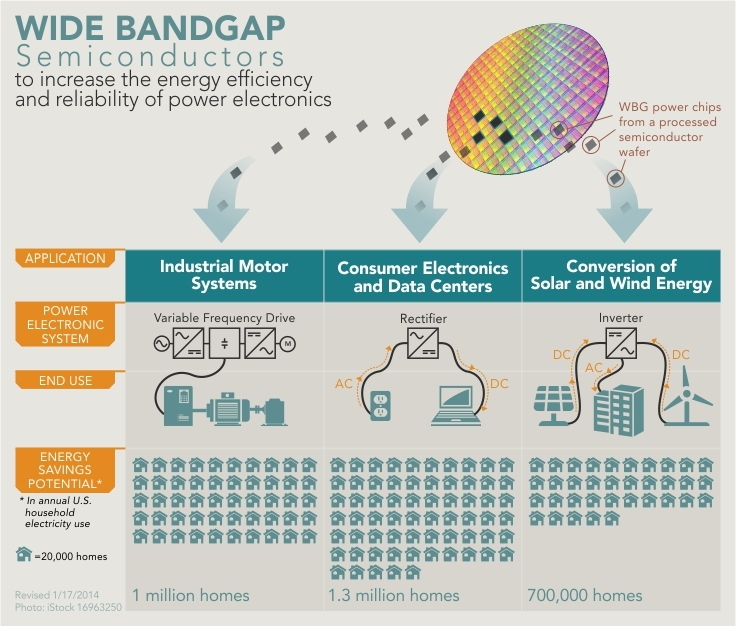 WIDE BANDGAP
Semiconductors
to increase the energy efficiency
and reliability of power electronics
WBG power chips
from a processed
semiconductor
wafer
APPLICATION
Industrial Motor
Systems
Consumer Electronics
and Data Centers
Conversion of
Solar and Wind Energy
POWER
ELECTRONIC
SYSTEM
Variable Frequency Drive
M
Rectifier
Inverter
END USE
AC
DC
DC
AC
DC
ENERGY
SAVINGS
POTENTIAL*
* In annual U.S.
household
electricity use
=20,000 homes
1 million homes
1.3 million homes
700,000 homes
Revised 1/17/2014
Photo: iStock 16963250